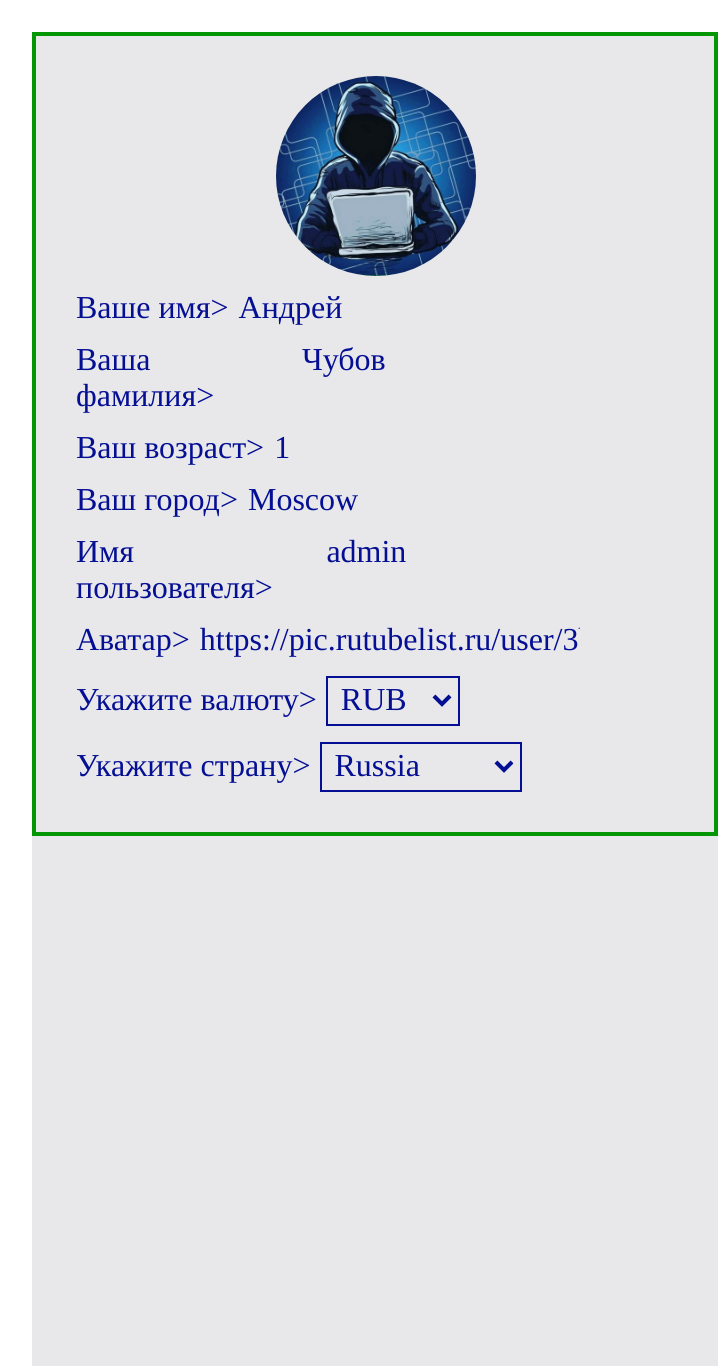 Ваше имя> Андрей
Ваша Чубов
фамилия>
Ваш возраст> 1
Ваш город> Moscow
Имя admin
пользователя>
Аватар> https://pic.rutubelist.ru/user/3
Укажите валюту> RUB
Укажите страну> Russia